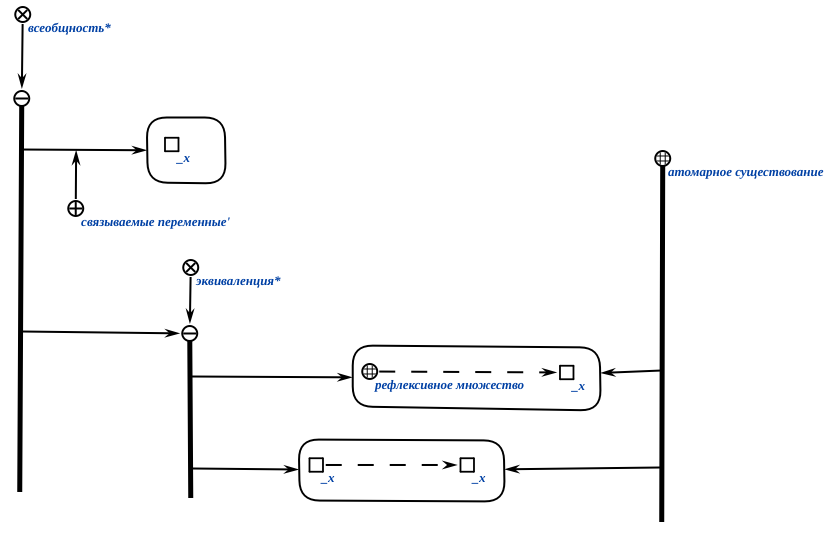 всеобщность*
_x
атомарное существование
связываемые переменные'
эквиваленция*
рефлексивное множество
_x
_x
_x